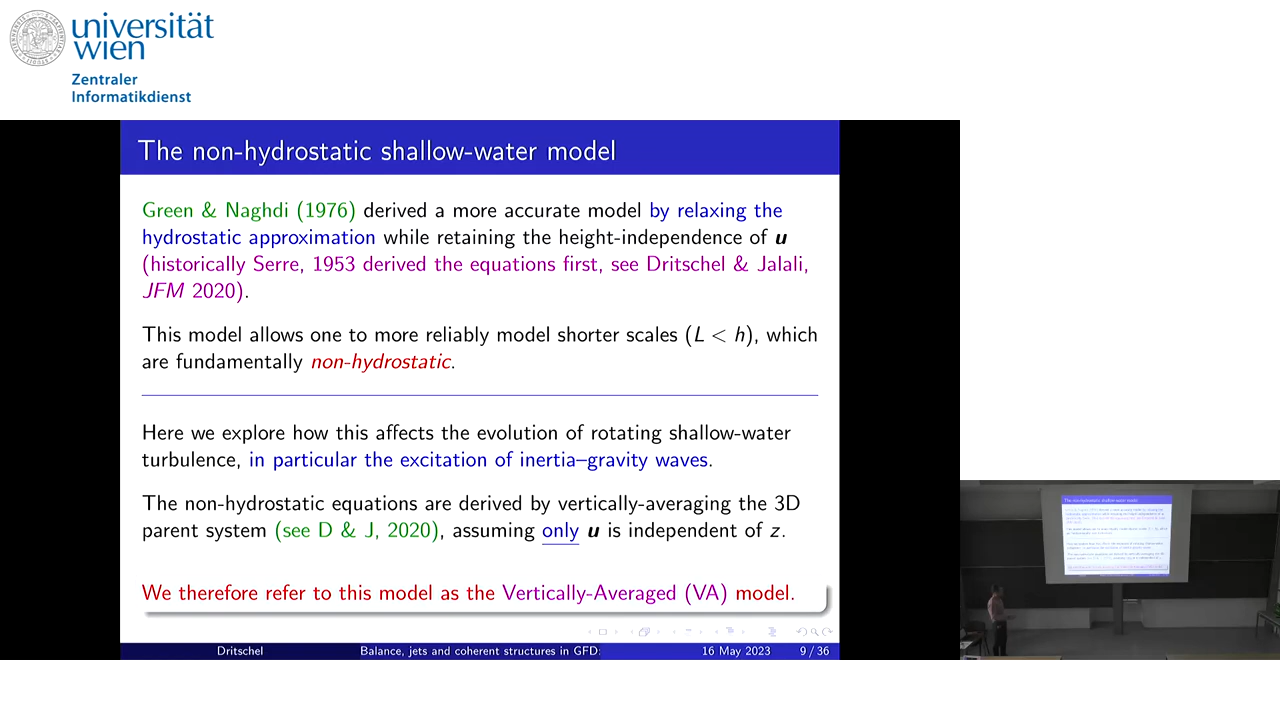 universität
wien
Zentraler
Informatikdienst
The non-hydrostatic shallow-water model
Green & Naghdi (1976) derived a more accurate model by relaxing the
hydrostatic approximation while retaining the height-independence of u
(historically Serre, 1953 derived the equations first, see Dritschel & Jalali,
JFM 2020).
This model allows one to more reliably model shorter scales (L < h), which
are fundamentally non-hydrostatic.
Here we explore how this affects the evolution of rotating shallow-water
turbulence, in particular the excitation of inertia–gravity waves.
The non-hydrostatic equations are derived by vertically-averaging the 3D
parent system (see D & J, 2020), assuming only u is independent of z.
We therefore refer to this model as the Vertically-Averaged (VA) model.
Dritschel Balance, jets and coherent structures in GFD: 16 May 2023 9 / 36